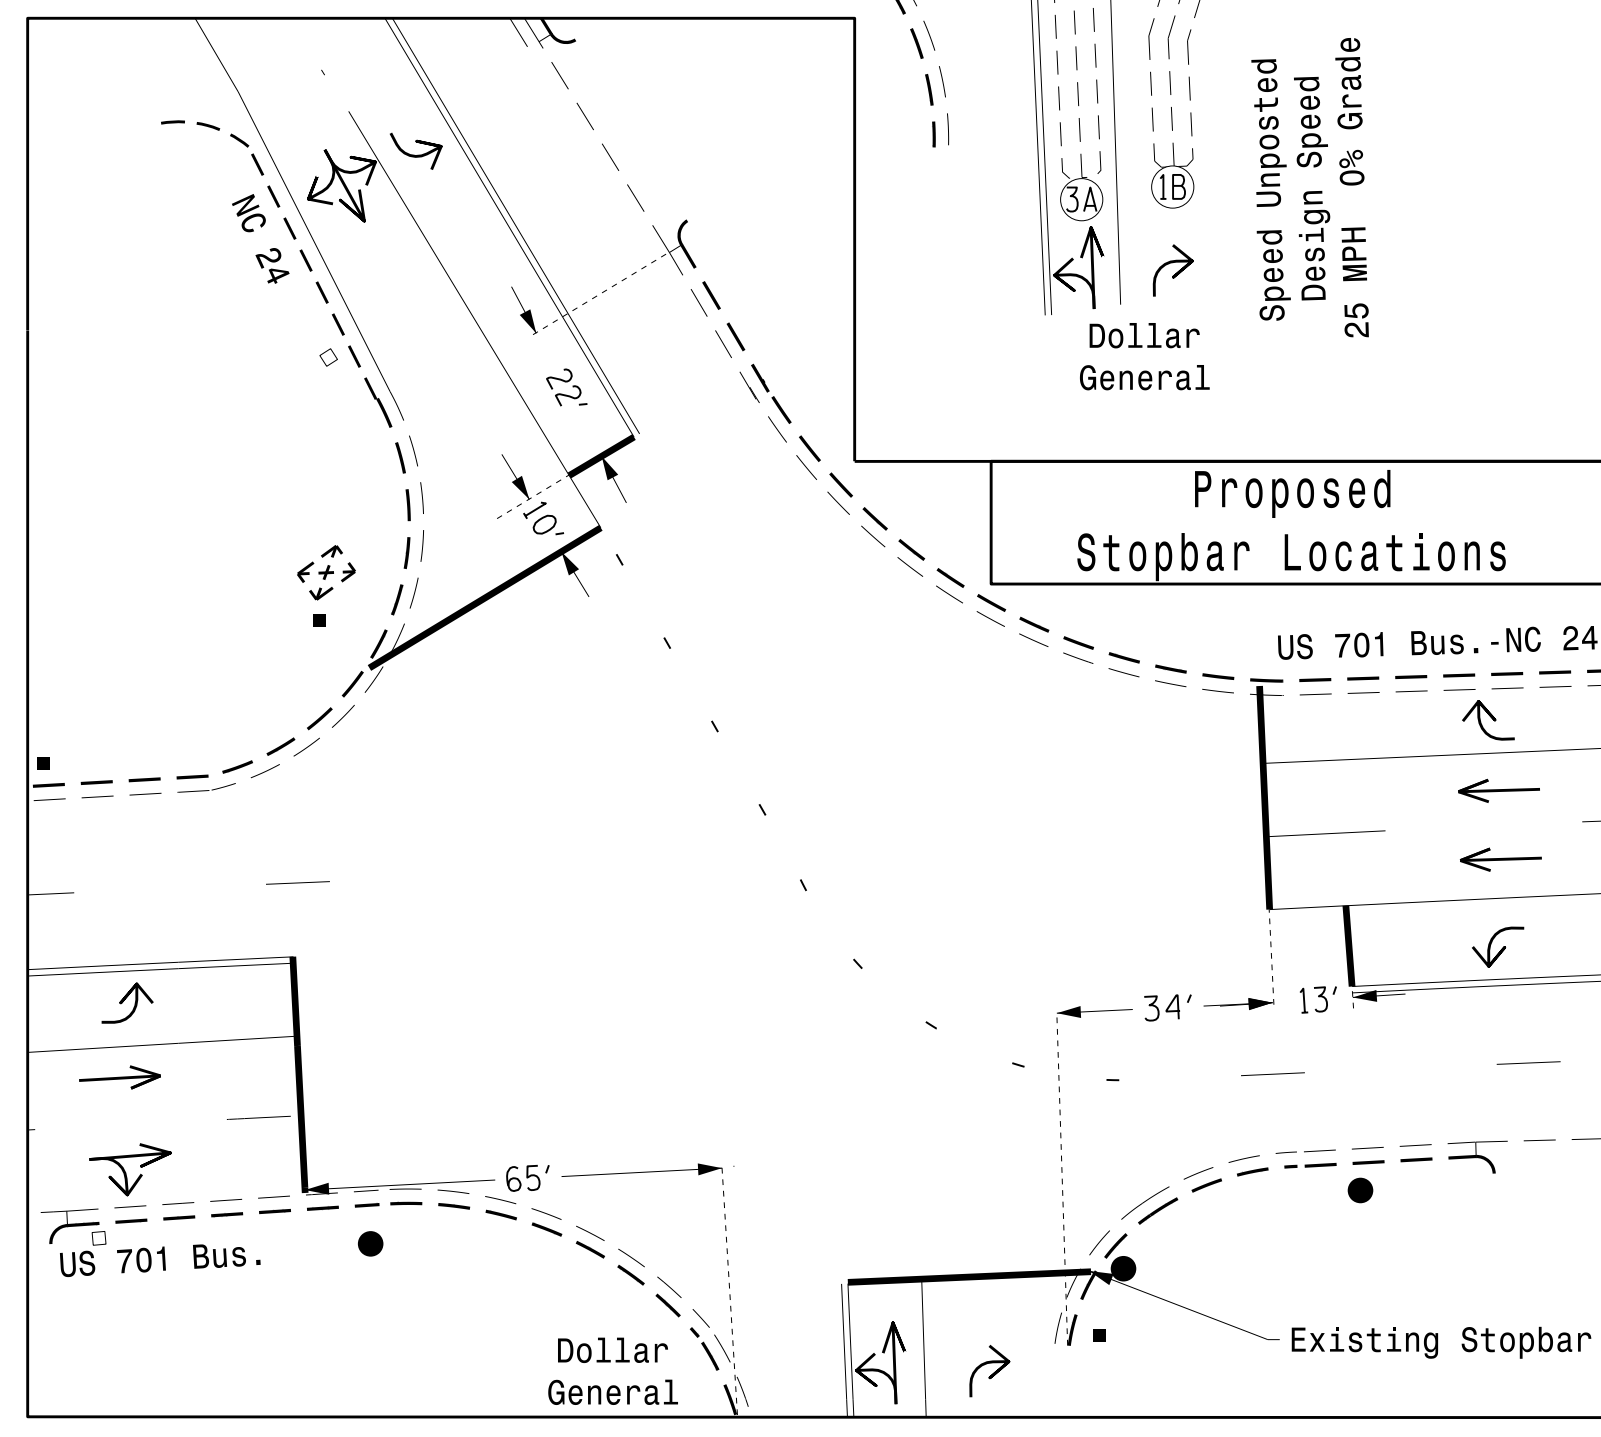 3A
1B
Speed Unposted
Design Speed
25 MPH 0% Grade
Dollar
General
NC 24
22'
10'
Proposed
Stopbar Locations
US 701 Bus.-NC 24
34'
13'
65'
US 701 Bus.
Dollar
General
Existing Stopbar